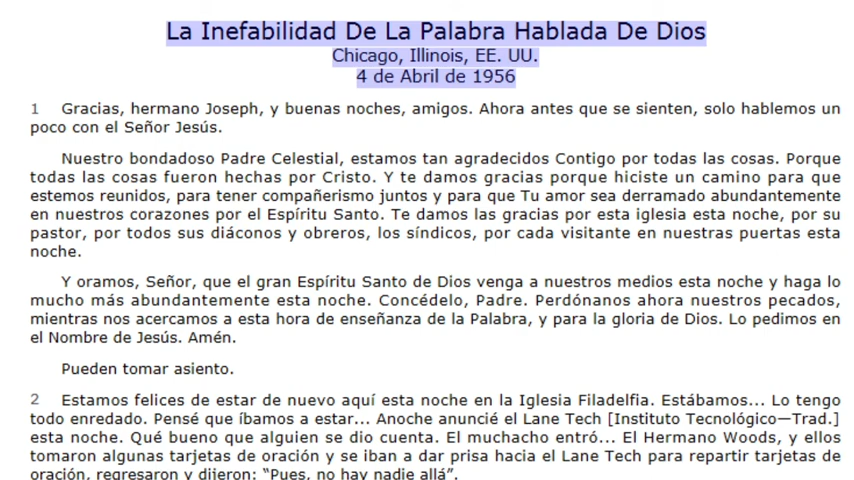 La Inefabilidad De La Palabra Hablada De Dios
Chicago, Illinois, EE. UU.
4 de Abril de 1956
1 Gracias, hermano Joseph, y buenas noches, amigos. Ahora antes que se sienten, solo hablemos un
poco con el Señor Jesús.
Nuestro bondadoso Padre Celestial, estamos tan agradecidos Contigo por todas las cosas. Porque
todas las cosas fueron hechas por Cristo. Y te damos gracias porque hiciste un camino para que
estemos reunidos, para tener compañerismo juntos y para que Tu amor sea derramado abundantemente
en nuestros corazones por el Espíritu Santo. Te damos las gracias por esta iglesia esta noche, por su
pastor, por todos sus diáconos y obreros, los síndicos, por cada visitante en nuestras puertas esta
noche.
Y oramos, Señor, que el gran Espíritu Santo de Dios venga a nuestros medios esta noche y haga lo
mucho más abundantemente esta noche. Concédelo, Padre. Perdónanos ahora nuestros pecados,
mientras nos acercamos a esta hora de enseñanza de la Palabra, y para la gloria de Dios. Lo pedimos en
el Nombre de Jesús. Amén.
Pueden tomar asiento.
2 Estamos felices de estar de nuevo aquí esta noche en la Iglesia Filadelfia. Estábamos... Lo tengo
todo enredado. Pensé que íbamos a estar... Anoche anuncié el Lane Tech [Instituto Tecnológico—Trad.]
esta noche. Qué bueno que alguien se dio cuenta. El muchacho entró... El Hermano Woods, y ellos
tomaron algunas tarjetas de oración y se iban a dar prisa hacia el Lane Tech para repartir tarjetas de
oración, regresaron y dijeron: “Pues, no hay nadie allá”.